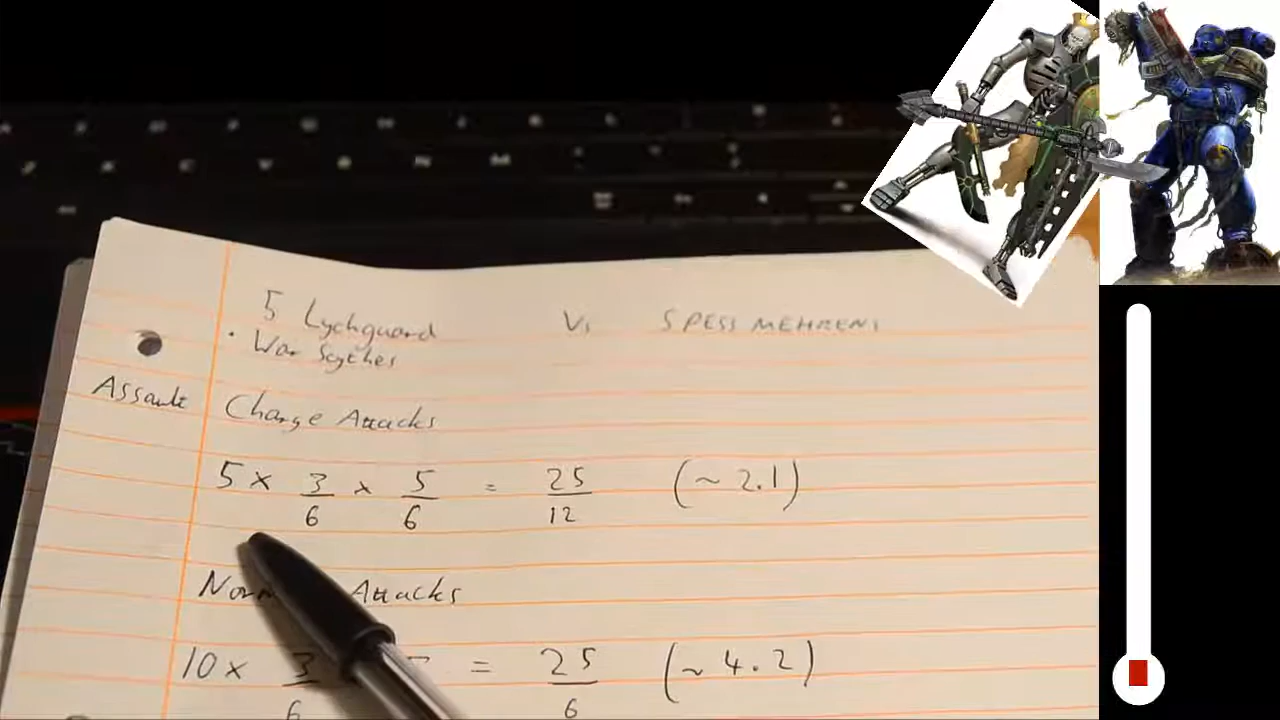 5 Lychguard Vs SPESS MEHRENS
• War Scythes
Assault Charge Attacks
5 × 3/6 × 5/6 = 25/12 (~ 2.1)
Attacks
10 × 3/6 = 25/6 (~ 4.2)